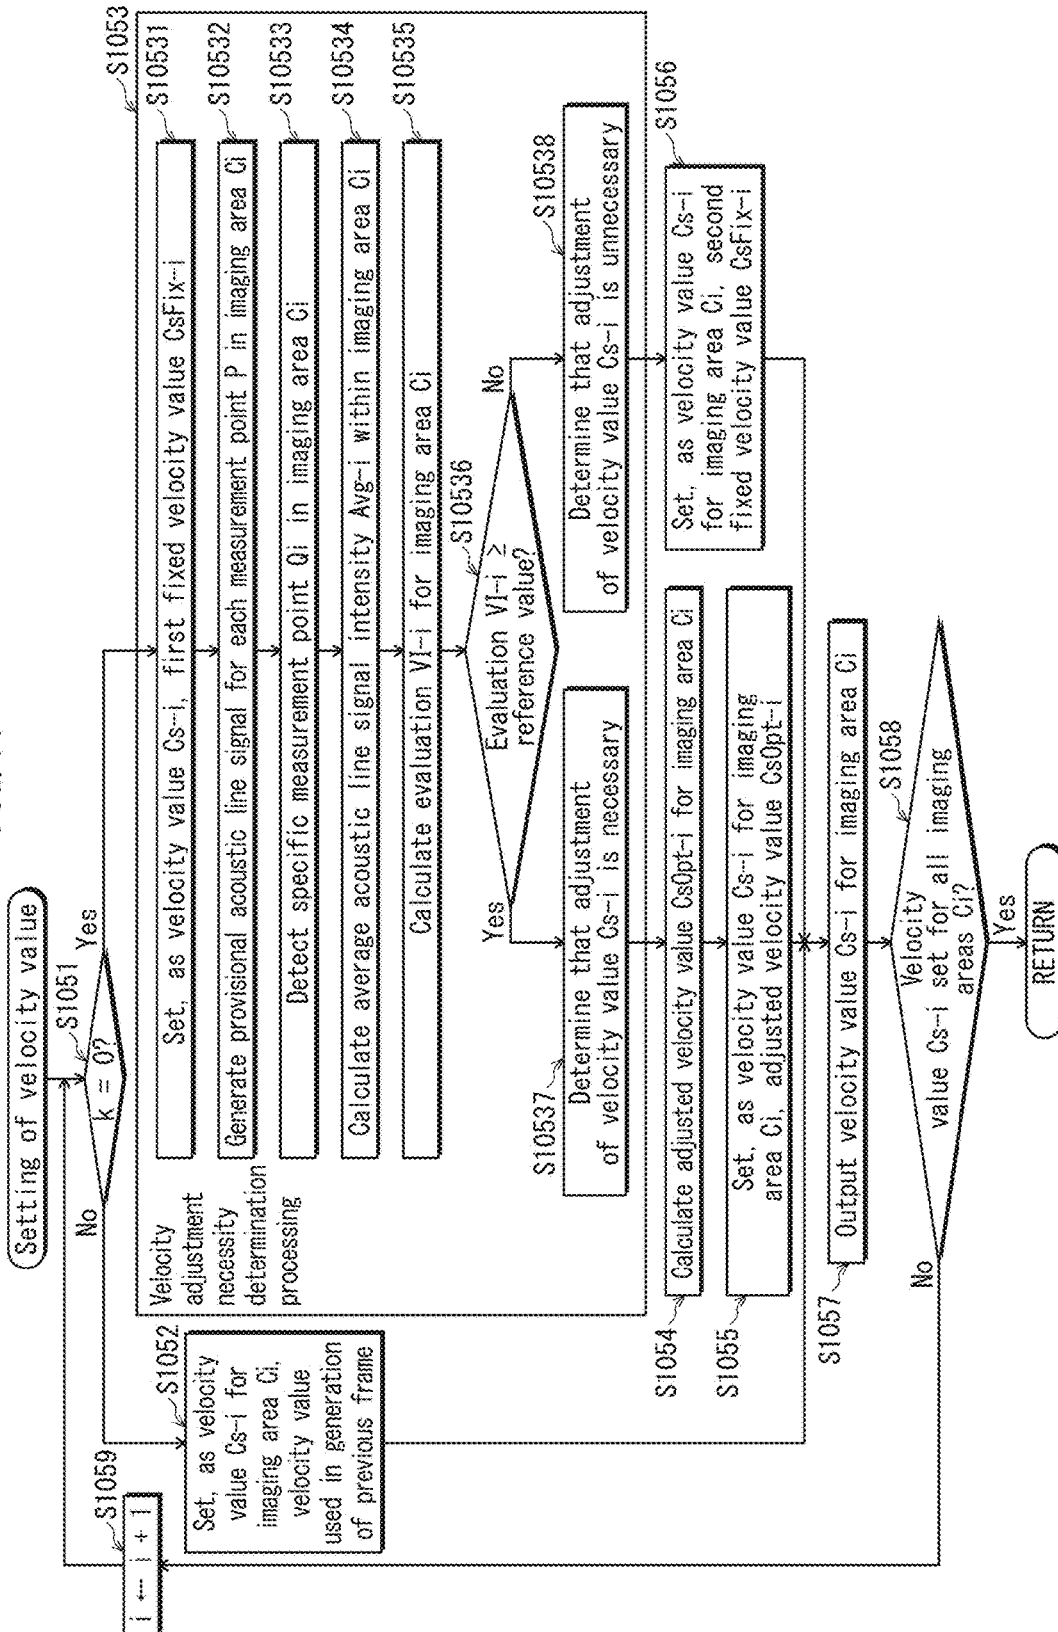 Setting of velocity value
S1051
k = 0?
No
Yes
S1059
i ← i + 1
S1052
Set, as velocity
value Cs-i for
imaging area Ci,
velocity value
used in generation
of previous frame
S1053
Velocity
adjustment
necessity
determination
processing
S10531
Set, as velocity value Cs-i, first fixed velocity value CsFix-i
S10532
Generate provisional acoustic line signal for each measurement point P in imaging area Ci
S10533
Detect specific measurement point Qi in imaging area Ci
S10534
Calculate average acoustic line signal intensity Avg-i within imaging area Ci
S10535
Calculate evaluation VI-i for imaging area Ci
S10536
Evaluation VI-i ≥
reference value?
Yes
No
S10537
Determine that adjustment
of velocity value Cs-i is necessary
S10538
Determine that adjustment
of velocity value Cs-i is unnecessary
S1054
Calculate adjusted velocity value CsOpt-i for imaging area Ci
S1055
Set, as velocity value Cs-i for imaging
area Ci, adjusted velocity value CsOpt-i
S1056
Set, as velocity value Cs-i
for imaging area Ci, second
fixed velocity value CsFix-i
S1057
Output velocity value Cs-i for imaging area Ci
S1058
Velocity
value Cs-i set for all imaging
areas Ci?
No
Yes
RETURN